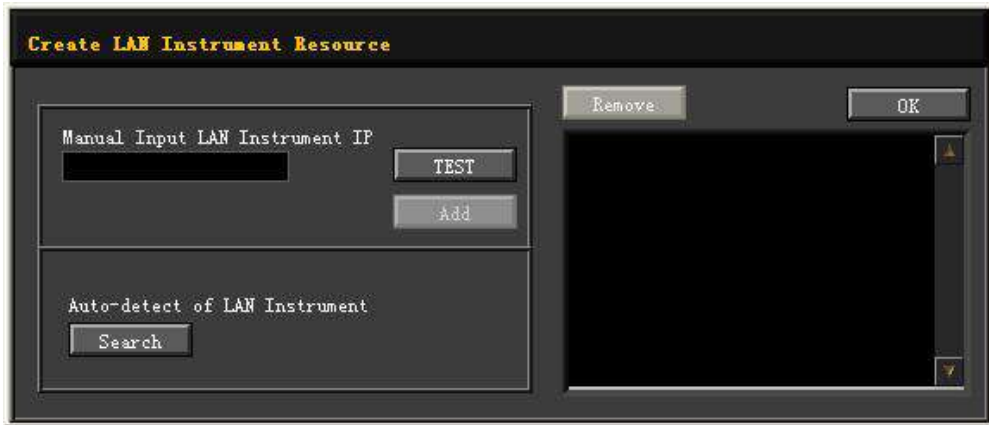 Create LAN Instrument Resource
Remove
OK
Manual Input LAN Instrument IP
TEST
Add
Auto-detect of LAN Instrument
Search